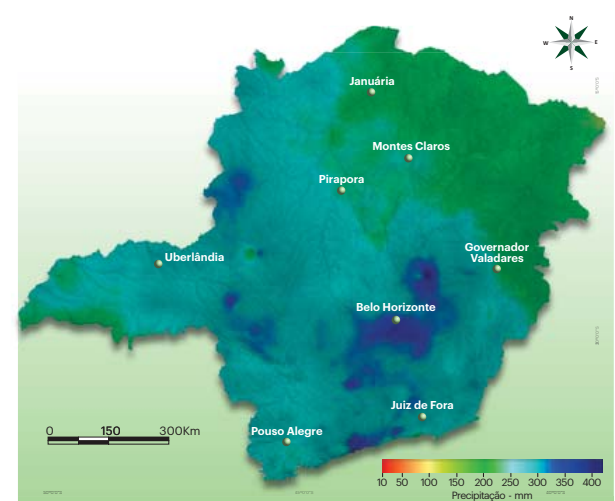 N
W E
S
Januária
Montes Claros
Pirapora
Uberlândia
Governador
Valadares
Belo Horizonte
Juiz de Fora
Pouso Alegre
0 150 300Km
10 50 100 150 200 250 300 350 400
Precipitação - mm